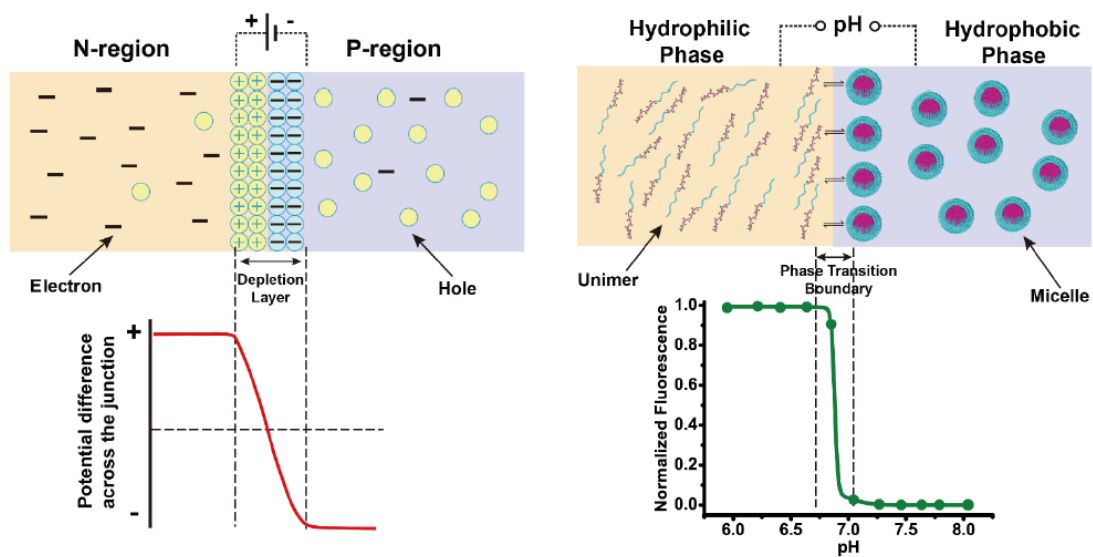 N-region
+ -
P-region
+ + - -
Electron
Depletion
Layer
Hole
+
-
Potential difference
across the junction
Hydrophilic
Phase
pH
Hydrophobic
Phase
Unimer
Phase Transition
Boundary
Micelle
Normalized Fluorescence
1.0
0.8
0.6
0.4
0.2
0.0
6.0 6.5 7.0 7.5 8.0
pH